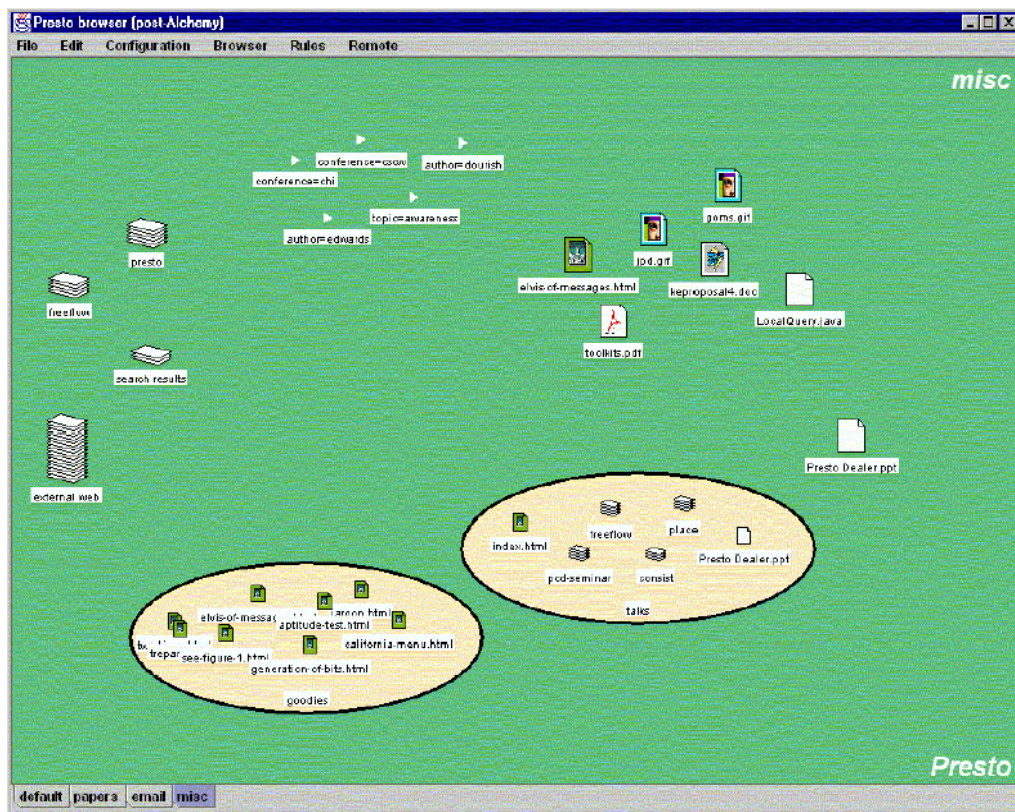 Presto browser (post-Alchemy)
File Edit Configuration Browser Rules Remote
misc
conference=cscw
author=dourish
conference=chi
topic=awareness
author=edwards
presto
freeflow
search results
external web
goms.gif
jpd.gif
elvis-of-messages.html
keproposal4.doc
LocalQuery.java
toolkits.pdf
Presto Dealer.ppt
index.html
freeflow
place
Presto Dealer.ppt
pcd-seminar
consist
talks
aptitude-test.html
california-menu.html
see-figure-1.html
generation-of-bits.html
goodies
Presto
default papers email misc